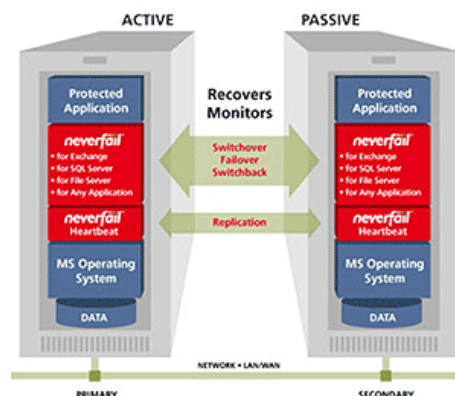 ACTIVE
PASSIVE
Protected
Application
neverfail
• for Exchange
• for SQL Server
• for File Server
• for Any Application
neverfail
Heartbeat
MS Operating
System
DATA
Recovers
Monitors
Switchover
Failover
Switchback
Replication
Protected
Application
neverfail
• for Exchange
• for SQL Server
• for File Server
• for Any Application
neverfail
Heartbeat
MS Operating
System
DATA
NETWORK • LAN/WAN
PRIMARY
SECONDARY